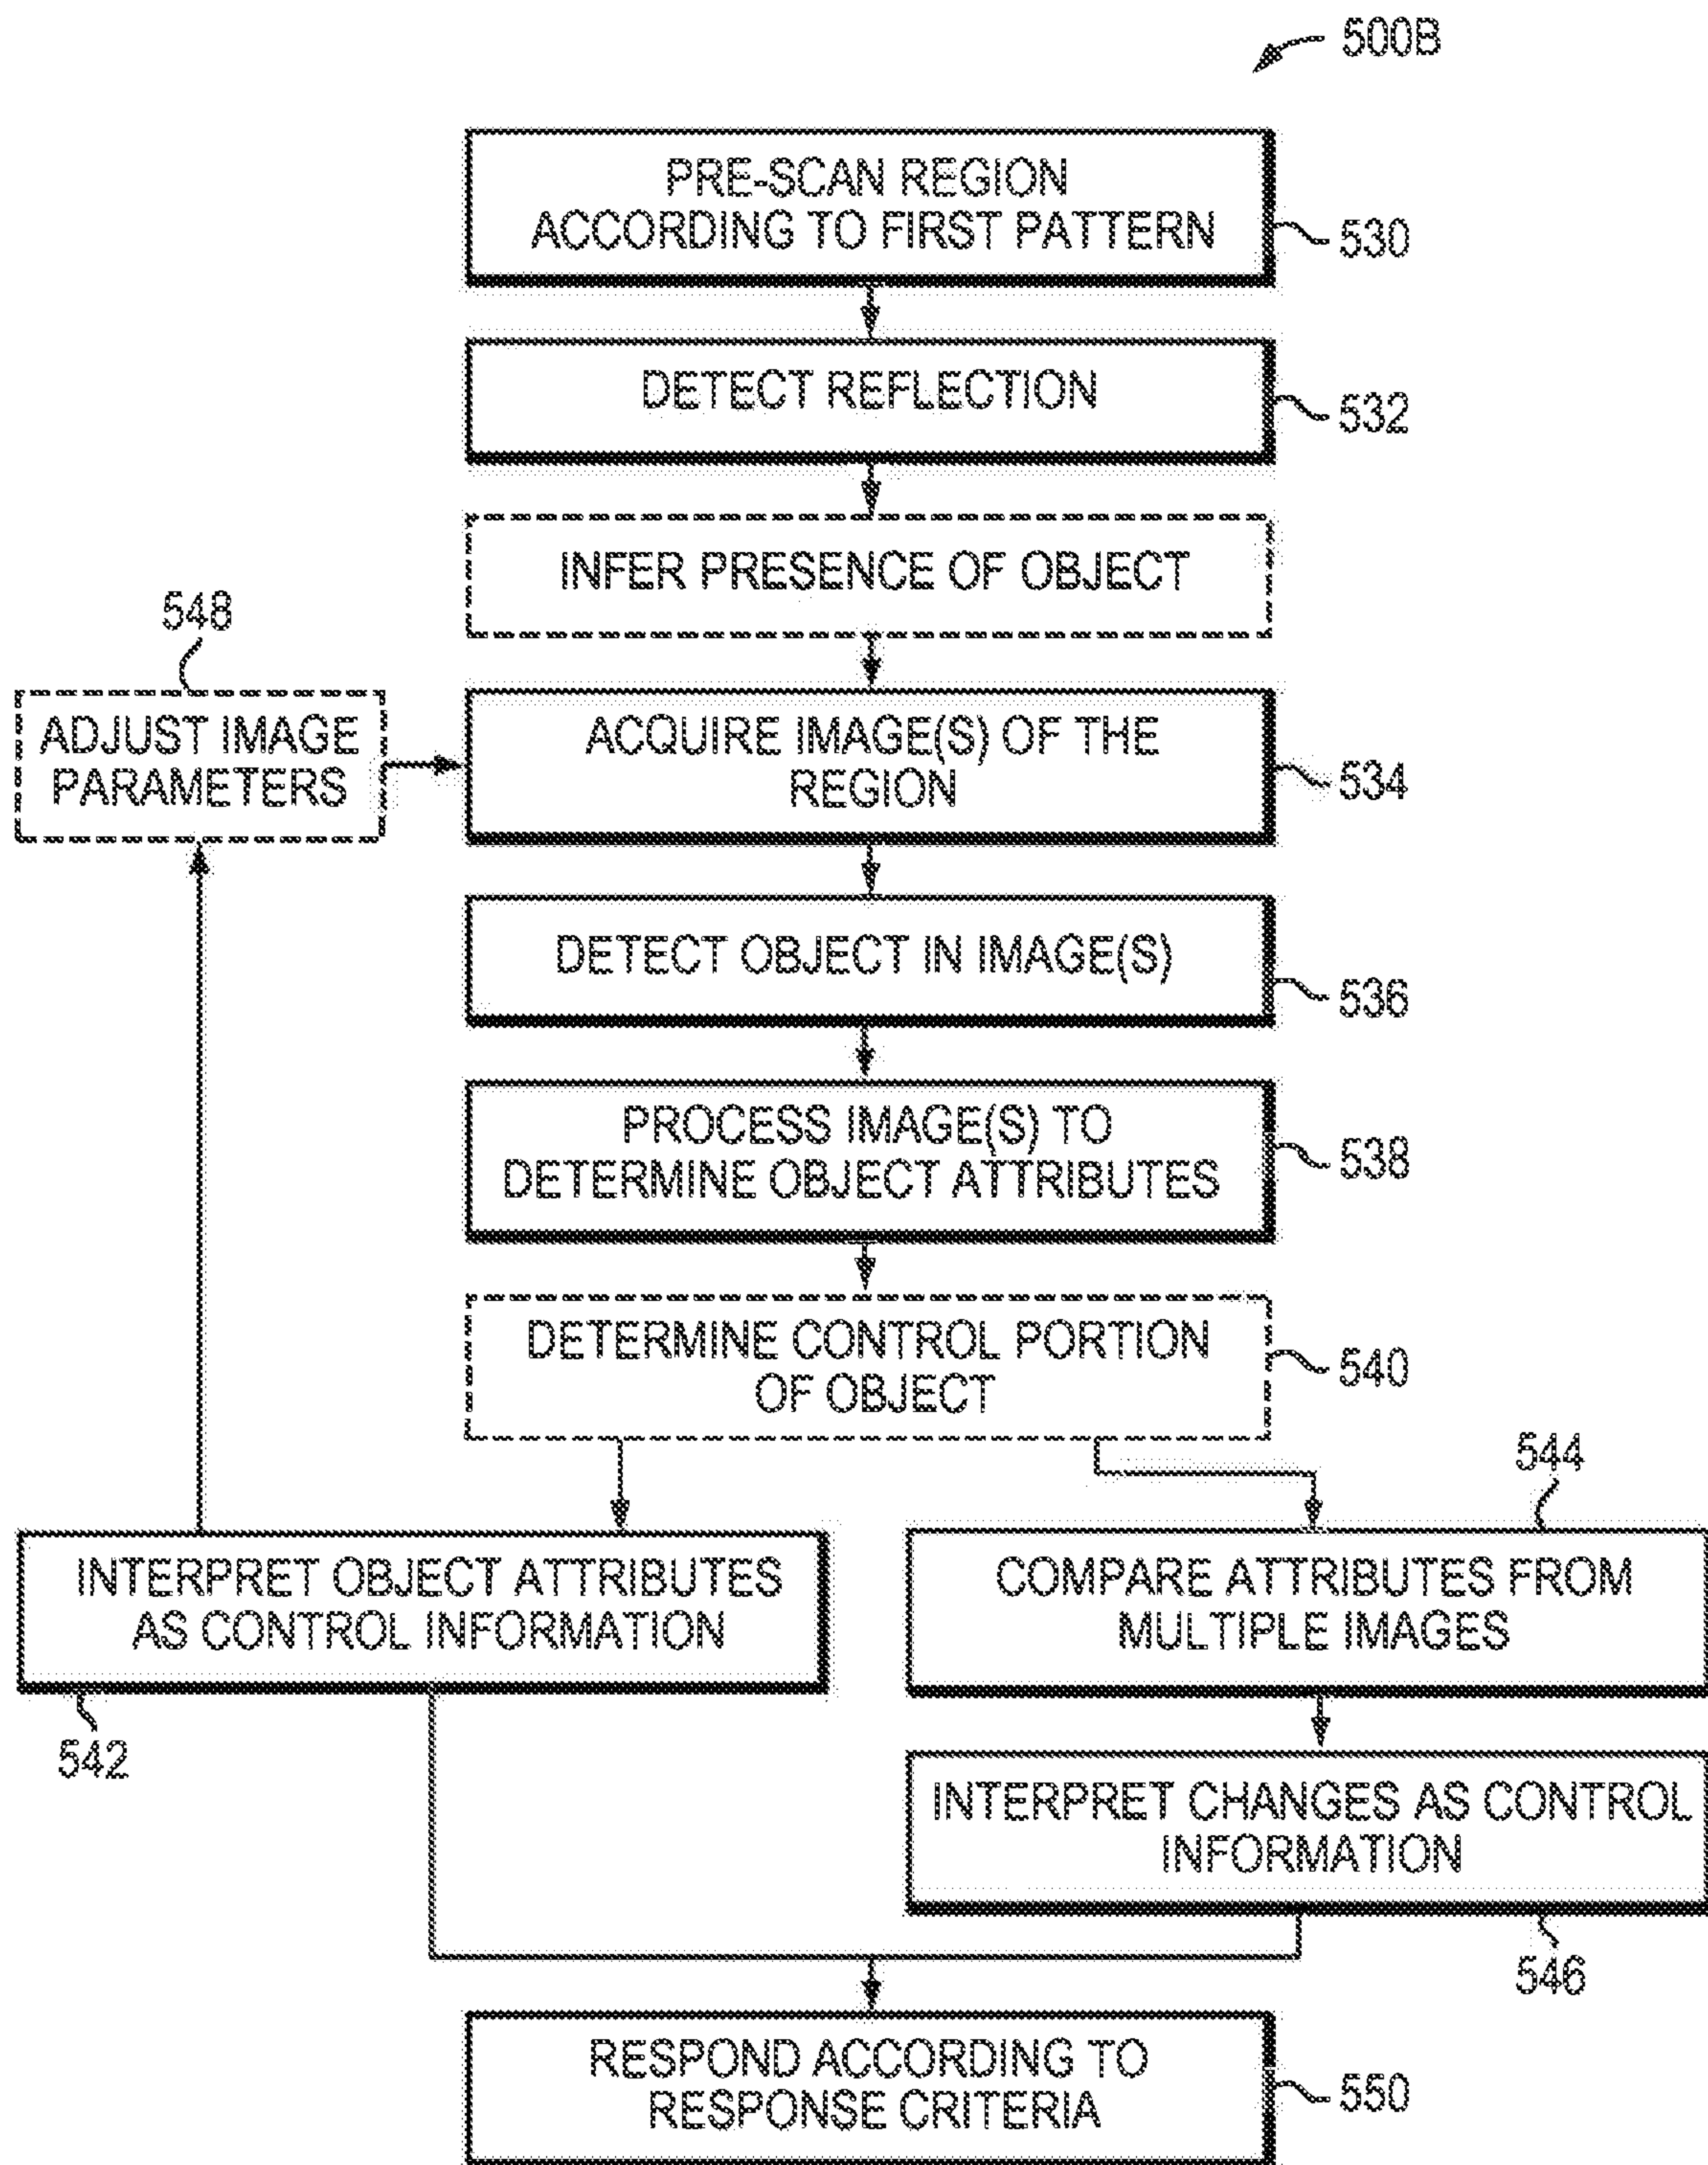 500B
PRE-SCAN REGION
ACCORDING TO FIRST PATTERN
530
DETECT REFLECTION
532
INFER PRESENCE OF OBJECT
548
ADJUST IMAGE
PARAMETERS
ACQUIRE IMAGE(S) OF THE
REGION
534
DETECT OBJECT IN IMAGE(S)
536
PROCESS IMAGE(S) TO
DETERMINE OBJECT ATTRIBUTES
538
DETERMINE CONTROL PORTION
OF OBJECT
540
544
INTERPRET OBJECT ATTRIBUTES
AS CONTROL INFORMATION
542
COMPARE ATTRIBUTES FROM
MULTIPLE IMAGES
INTERPRET CHANGES AS CONTROL
INFORMATION
546
RESPOND ACCORDING TO
RESPONSE CRITERIA
550